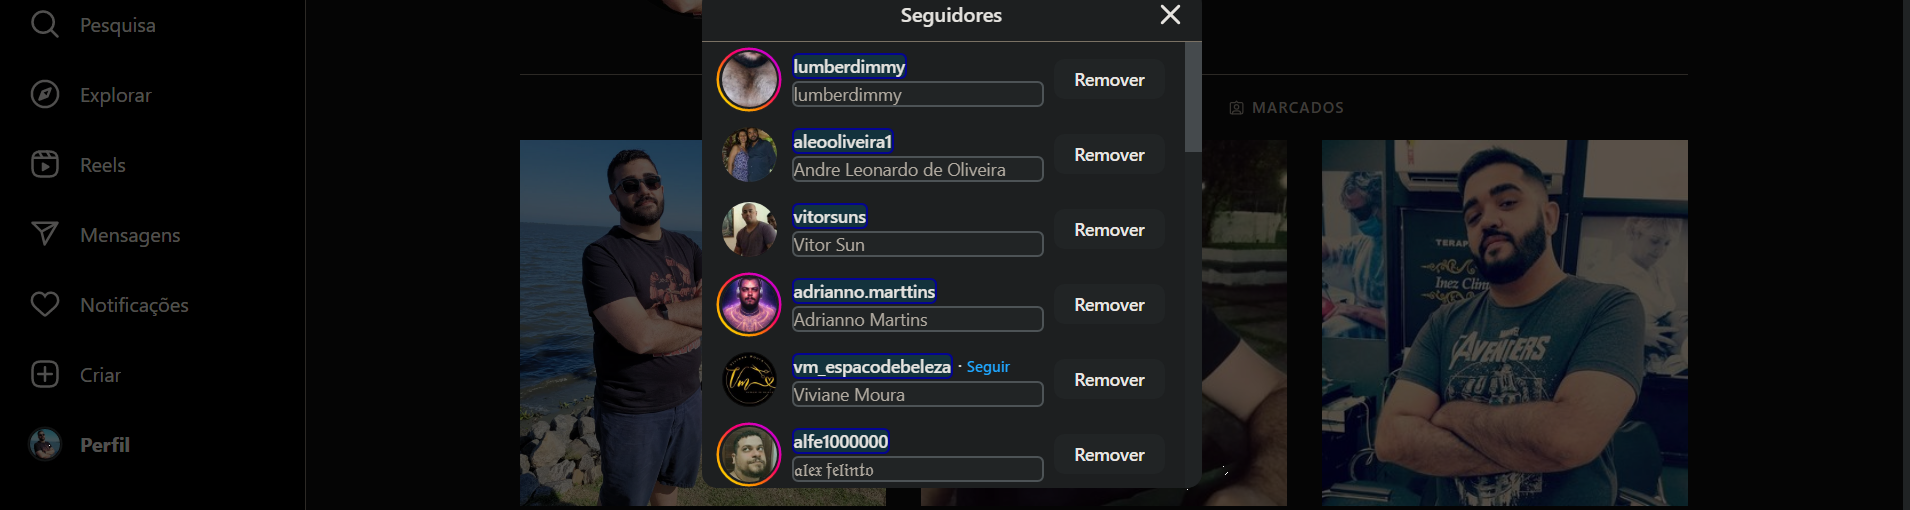 Pesquisa
Explorar
Reels
Mensagens
Notificações
Criar
Perfil
Seguidores
lumberdimmy
lumberdimmy
Remover
aleooliveira1
Andre Leonardo de Oliveira
Remover
vitorsuns
Vitor Sun
Remover
adrianno.marttins
Adrianno Martins
Remover
vm_espacodebeleza · Seguir
Viviane Moura
Remover
alfe1000000
𝔞𝔩𝔢𝔵 𝔣𝔢𝔩𝔦𝔫𝔱𝔬
Remover
MARCADOS
Vm
TERAP
Inez Clin
AVENGERS